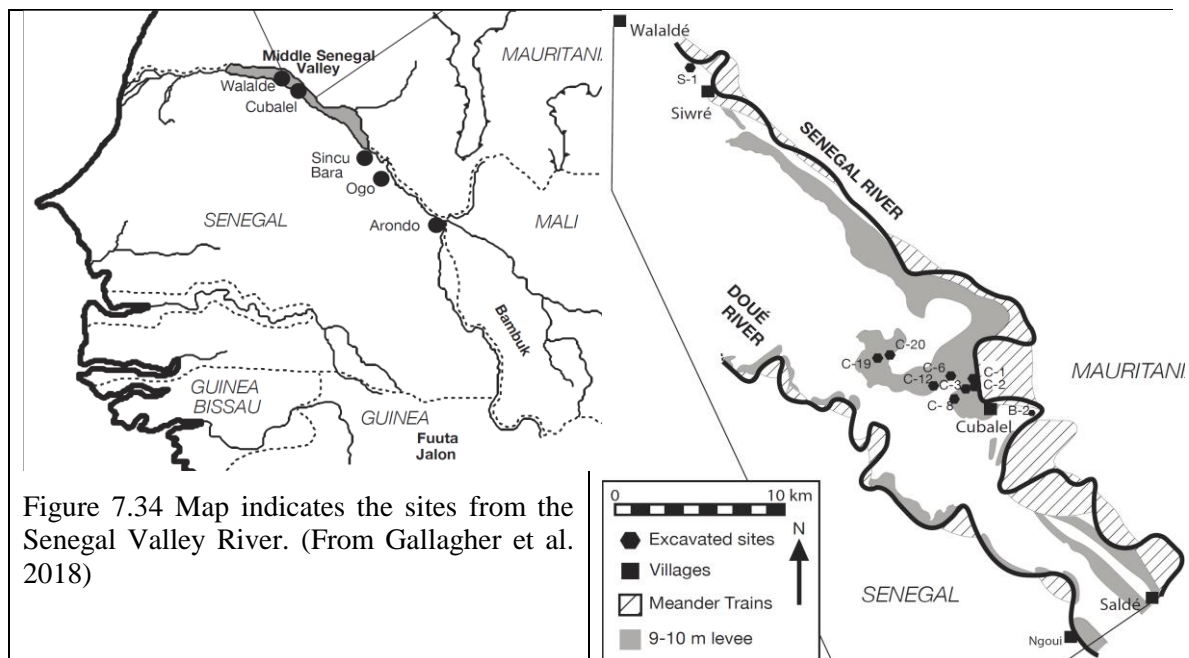 MAURITANI
Middle Senegal
Valley
Walalde
Cubalel
Sincu
Bara
Ogo
SENEGAL
Arondo
MALI
Bambuk
GUINEA
BISSAU
GUINEA
Fuuta
Jalon
Figure 7.34 Map indicates the sites from the
Senegal Valley River. (From Gallagher et al.
2018)
Walaldé
S-1
Siwré
SENEGAL RIVER
DOUÉ
RIVER
C-20
C-19
C-6
C-1
C-12
C-3
C-2
MAURITANI
C-8
B-2
Cubalel
0 10 km
N
Excavated sites
Villages
Meander Trains
9-10 m levee
SENEGAL
Saldé
Ngoui